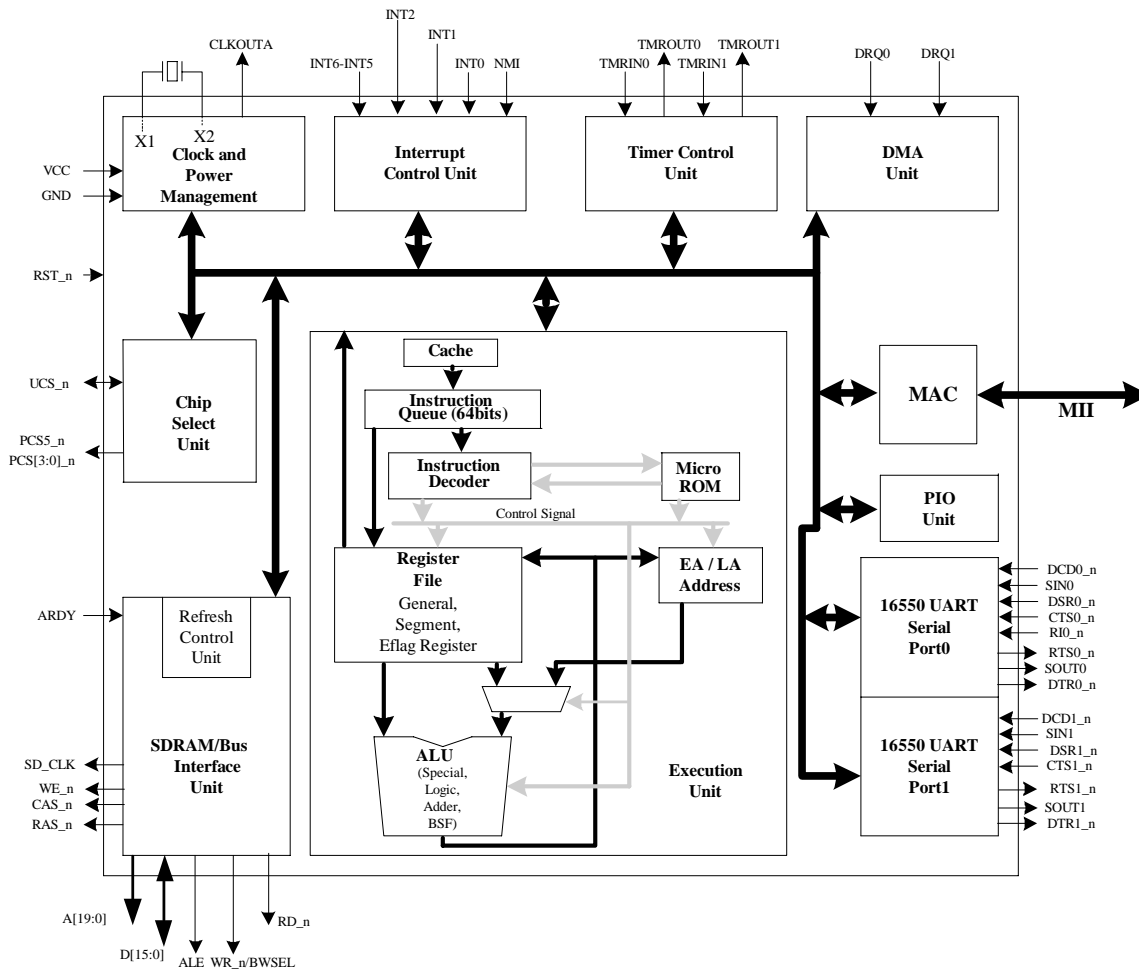 INT2
CLKOUTA
INT1
TMROUT0
TMROUT1
DRQ0
DRQ1
INT6-INT5
INT0
NMI
TMRIN0
TMRIN1
X1
X2
Clock and
Power
Management
Interrupt
Control Unit
Timer Control
Unit
DMA
Unit
VCC
GND
RST_n
UCS_n
PCS5_n
PCS[3:0]_n
Chip
Select
Unit
Cache
Instruction
Queue (64bits)
Instruction
Decoder
Micro
ROM
Control Signal
Register
File
General,
Segment,
Eflag Register
EA / LA
Address
ALU
(Special,
Logic,
Adder,
BSF)
Execution
Unit
MAC
MII
PIO
Unit
16550 UART
Serial
Port0
DCD0_n
SIN0
DSR0_n
CTS0_n
RI0_n
RTS0_n
SOUT0
DTR0_n
16550 UART
Serial
Port1
DCD1_n
SIN1
DSR1_n
CTS1_n
RTS1_n
SOUT1
DTR1_n
ARDY
Refresh
Control
Unit
SDRAM/Bus
Interface
Unit
SD_CLK
WE_n
CAS_n
RAS_n
A[19:0]
D[15:0]
ALE
WR_n/BWSEL
RD_n